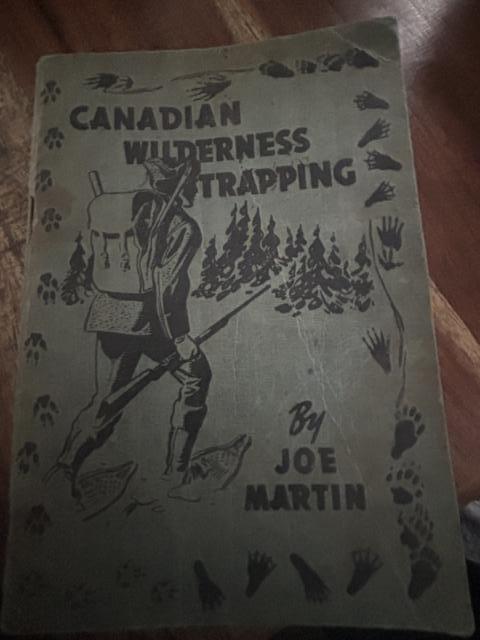 CANADIAN
WILDERNESS
TRAPPING
By
JOE
MARTIN